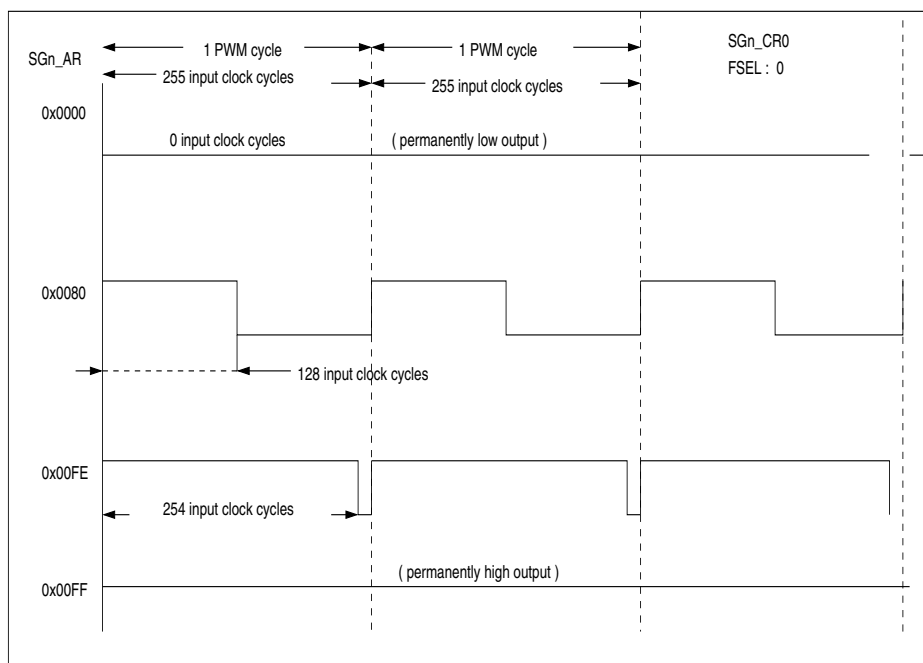 1 PWM cycle
1 PWM cycle
SGn_CR0
SGn_AR
FSEL : 0
255 input clock cycles
255 input clock cycles
0x0000
0 input clock cycles
( permanently low output )
0x0080
128 input clock cycles
0x00FE
254 input clock cycles
( permanently high output )
0x00FF